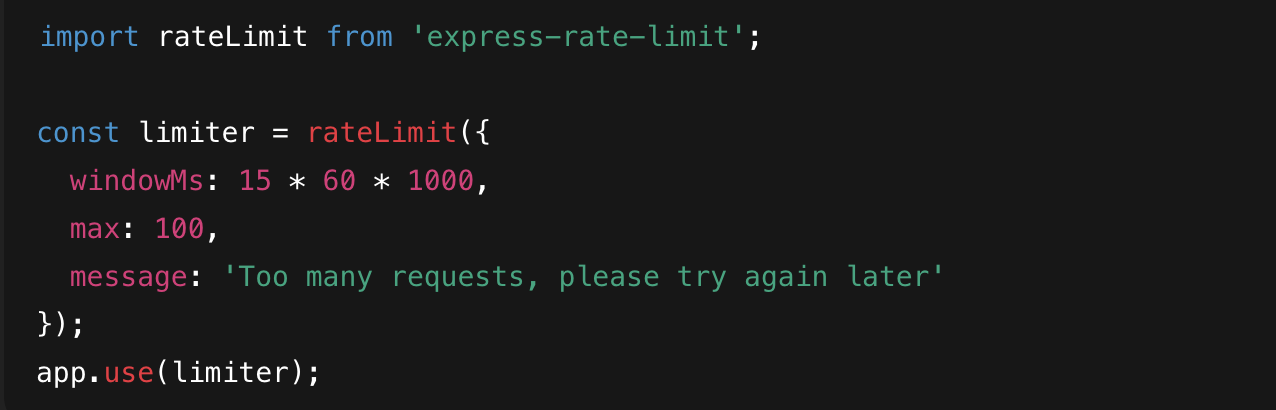 import rateLimit from 'express-rate-limit';
const limiter = rateLimit({
  windowMs: 15 * 60 * 1000,
  max: 100,
  message: 'Too many requests, please try again later'
});
app.use(limiter);